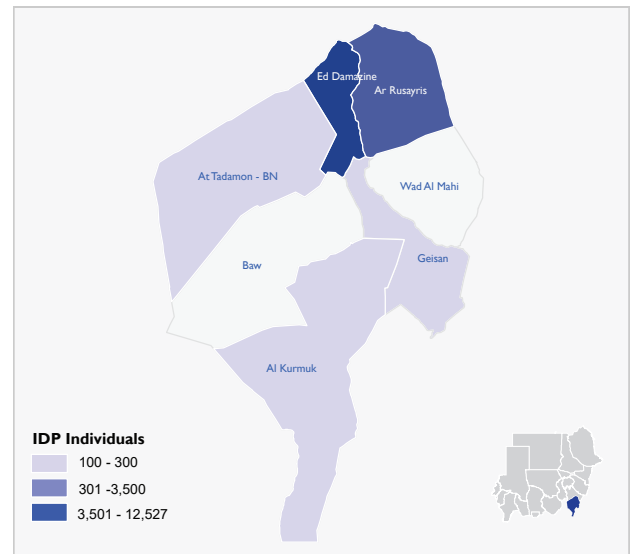 Ed Damazine
Ar Rusayris
At Tadamon - BN
Wad Al Mahi
Baw
Geisan
Al Kurmuk
IDP Individuals
100 - 300
301 -3,500
3,501 - 12,527